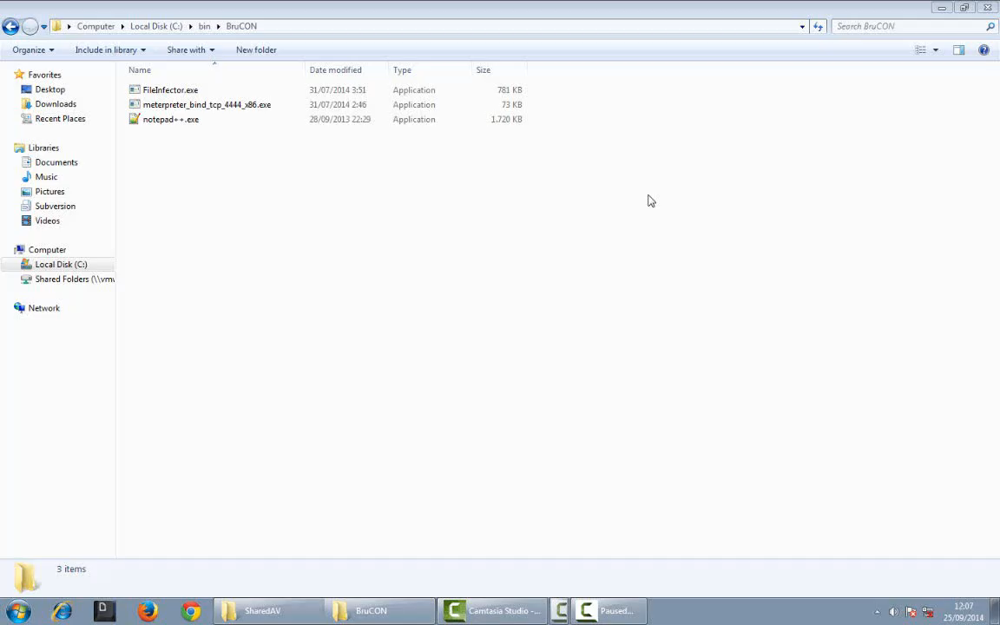 Computer Local Disk (C:) bin BruCON
Search BruCON
Organize Include in library Share with New folder
Name Date modified Type Size
Favorites
Desktop
Downloads
Recent Places
Libraries
Documents
Music
Pictures
Subversion
Videos
Computer
Local Disk (C:)
Shared Folders (\\vmw
Network
FileInfector.exe 31/07/2014 3:51 Application 781 KB
meterpreter_bind_tcp_4444_x86.exe 31/07/2014 2:46 Application 73 KB
notepad++.exe 28/09/2013 22:29 Application 1.720 KB
3 items
SharedAV BruCON Camtasia Studio -... Paused...
12:07
25/09/2014